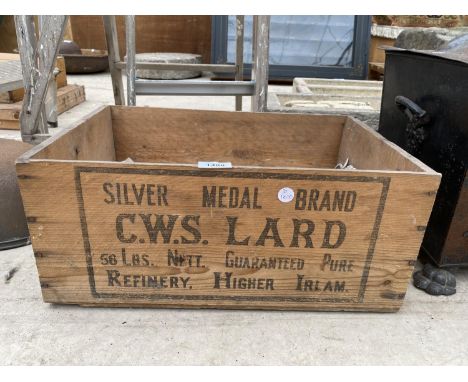 SILVER MEDAL BRAND
C.W.S. LARD
56 LBS. NETT. GUARANTEED PURE
REFINERY, HIGHER IRLAM.